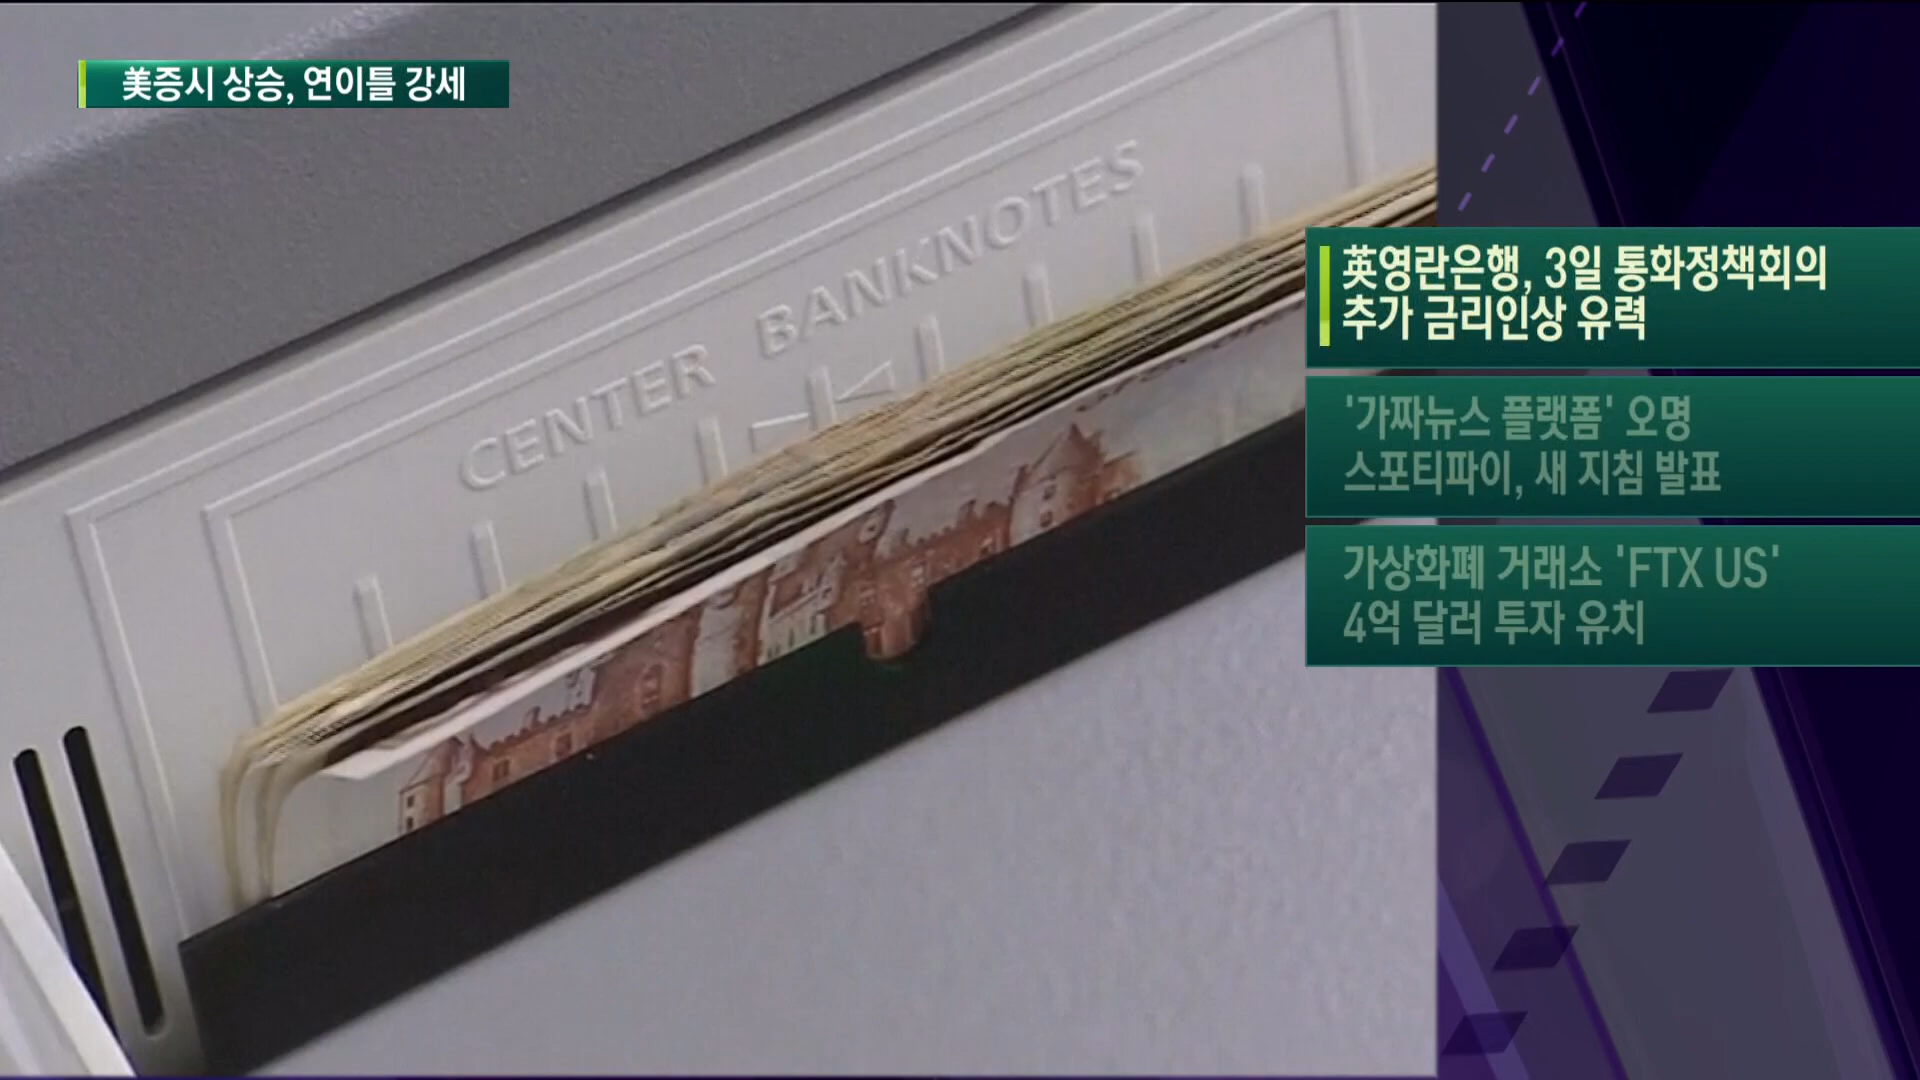 美증시 상승, 연이틀 강세
CENTER BANKNOTES
英영란은행, 3일 통화정책회의
추가 금리인상 유력
'가짜뉴스 플랫폼' 오명
스포티파이, 새 지침 발표
가상화폐 거래소 'FTX US'
4억 달러 투자 유치